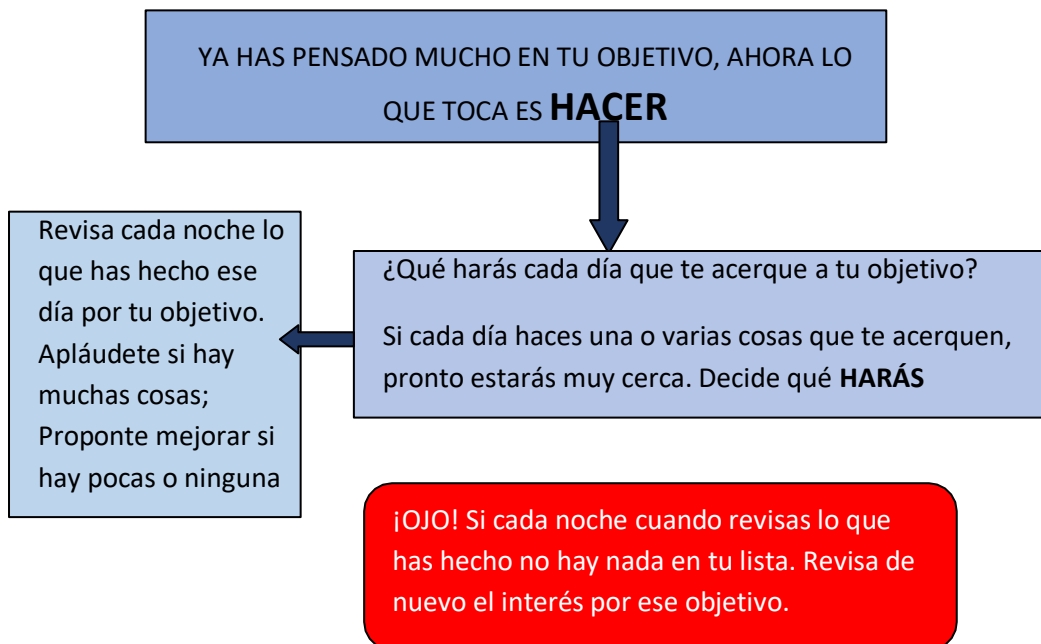 YA HAS PENSADO MUCHO EN TU OBJETIVO, AHORA LO
QUE TOCA ES HACER
¿Qué harás cada día que te acerque a tu objetivo?
Si cada día haces una o varias cosas que te acerquen,
pronto estarás muy cerca. Decide qué HARÁS
Revisa cada noche lo
que has hecho ese
día por tu objetivo.
Apláudete si hay
muchas cosas;
Proponte mejorar si
hay pocas o ninguna
¡OJO! Si cada noche cuando revisas lo que
has hecho no hay nada en tu lista. Revisa de
nuevo el interés por ese objetivo.